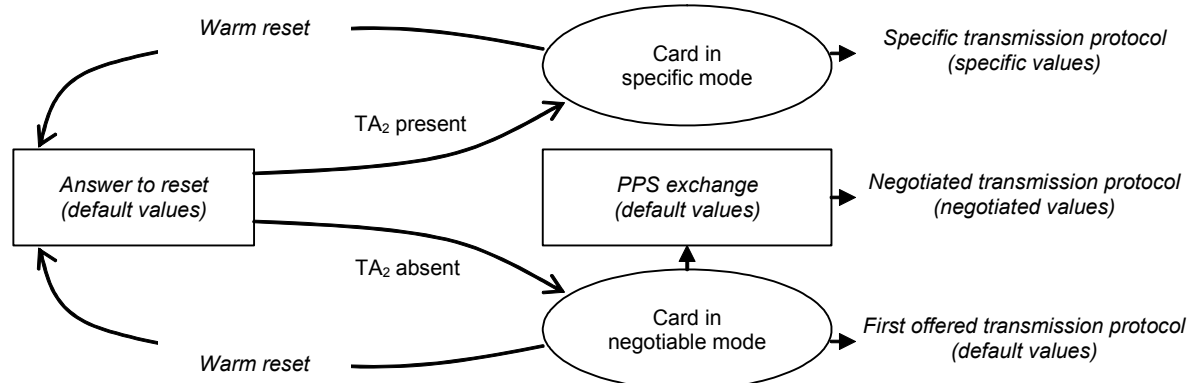 Warm reset
Card in
specific mode
Specific transmission protocol
(specific values)
TA₂ present
Answer to reset
(default values)
PPS exchange
(default values)
Negotiated transmission protocol
(negotiated values)
TA₂ absent
Card in
negotiable mode
First offered transmission protocol
(default values)
Warm reset